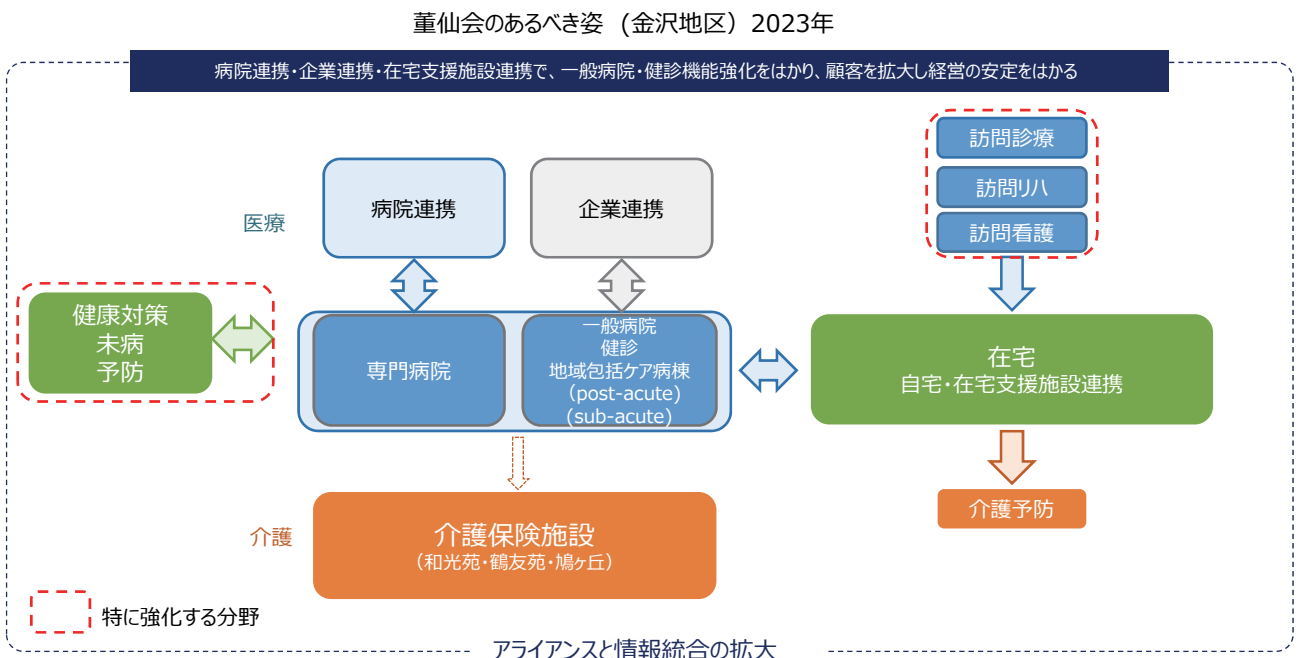 董仙会のあるべき姿 (金沢地区) 2023年
病院連携・企業連携・在宅支援施設連携で、一般病院・健診機能強化をはかり、顧客を拡大し経営の安定をはかる
訪問診療
訪問リハ
訪問看護
医療
病院連携
企業連携
健康対策
未病
予防
専門病院
一般病院
健診
地域包括ケア病棟
(post-acute)
(sub-acute)
在宅
自宅・在宅支援施設連携
介護
介護保険施設
(和光苑・鶴友苑・鳩ヶ丘)
介護予防
特に強化する分野
アライアンスと情報統合の拡大